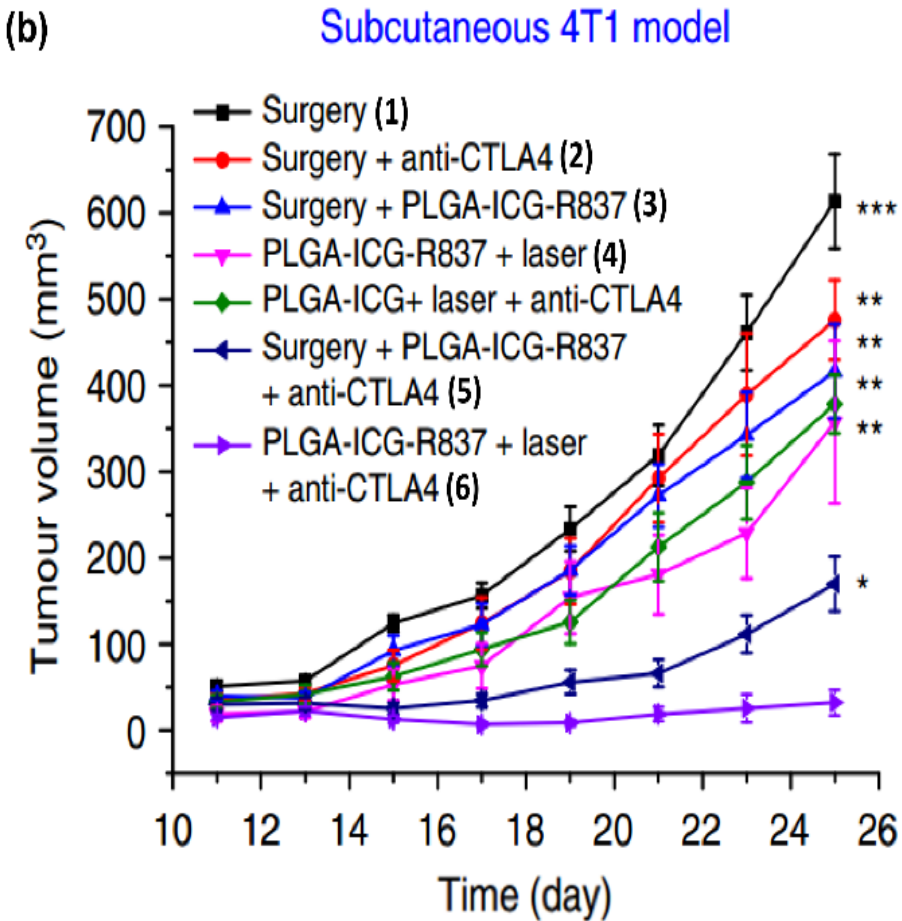 (b)
Subcutaneous 4T1 model
Surgery (1)
Surgery + anti-CTLA4 (2)
Surgery + PLGA-ICG-R837 (3)
PLGA-ICG-R837 + laser (4)
PLGA-ICG+ laser + anti-CTLA4
Surgery + PLGA-ICG-R837
+ anti-CTLA4 (5)
PLGA-ICG-R837 + laser
+ anti-CTLA4 (6)
Tumour volume (mm³)
700
600
500
400
300
200
100
0
***
**
**
**
**
*
10 12 14 16 18 20 22 24 26
Time (day)